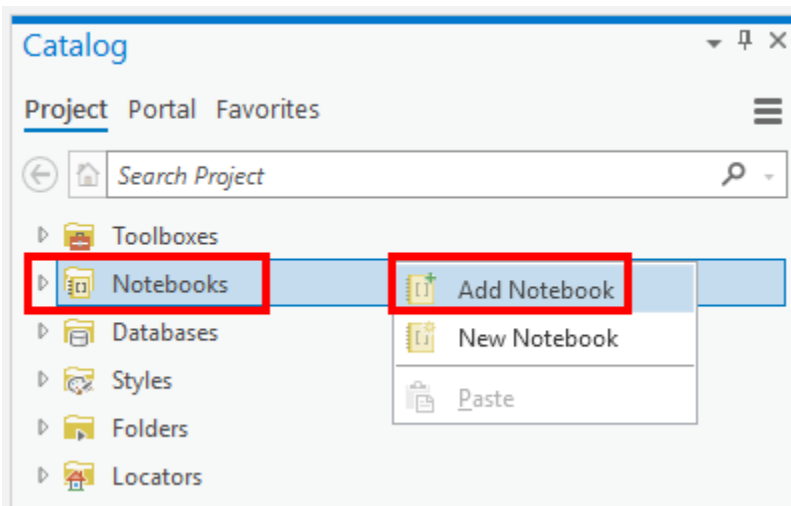 Catalog
Project Portal Favorites
Search Project
Toolboxes
Notebooks
Add Notebook
Databases
New Notebook
Styles
Paste
Folders
Locators